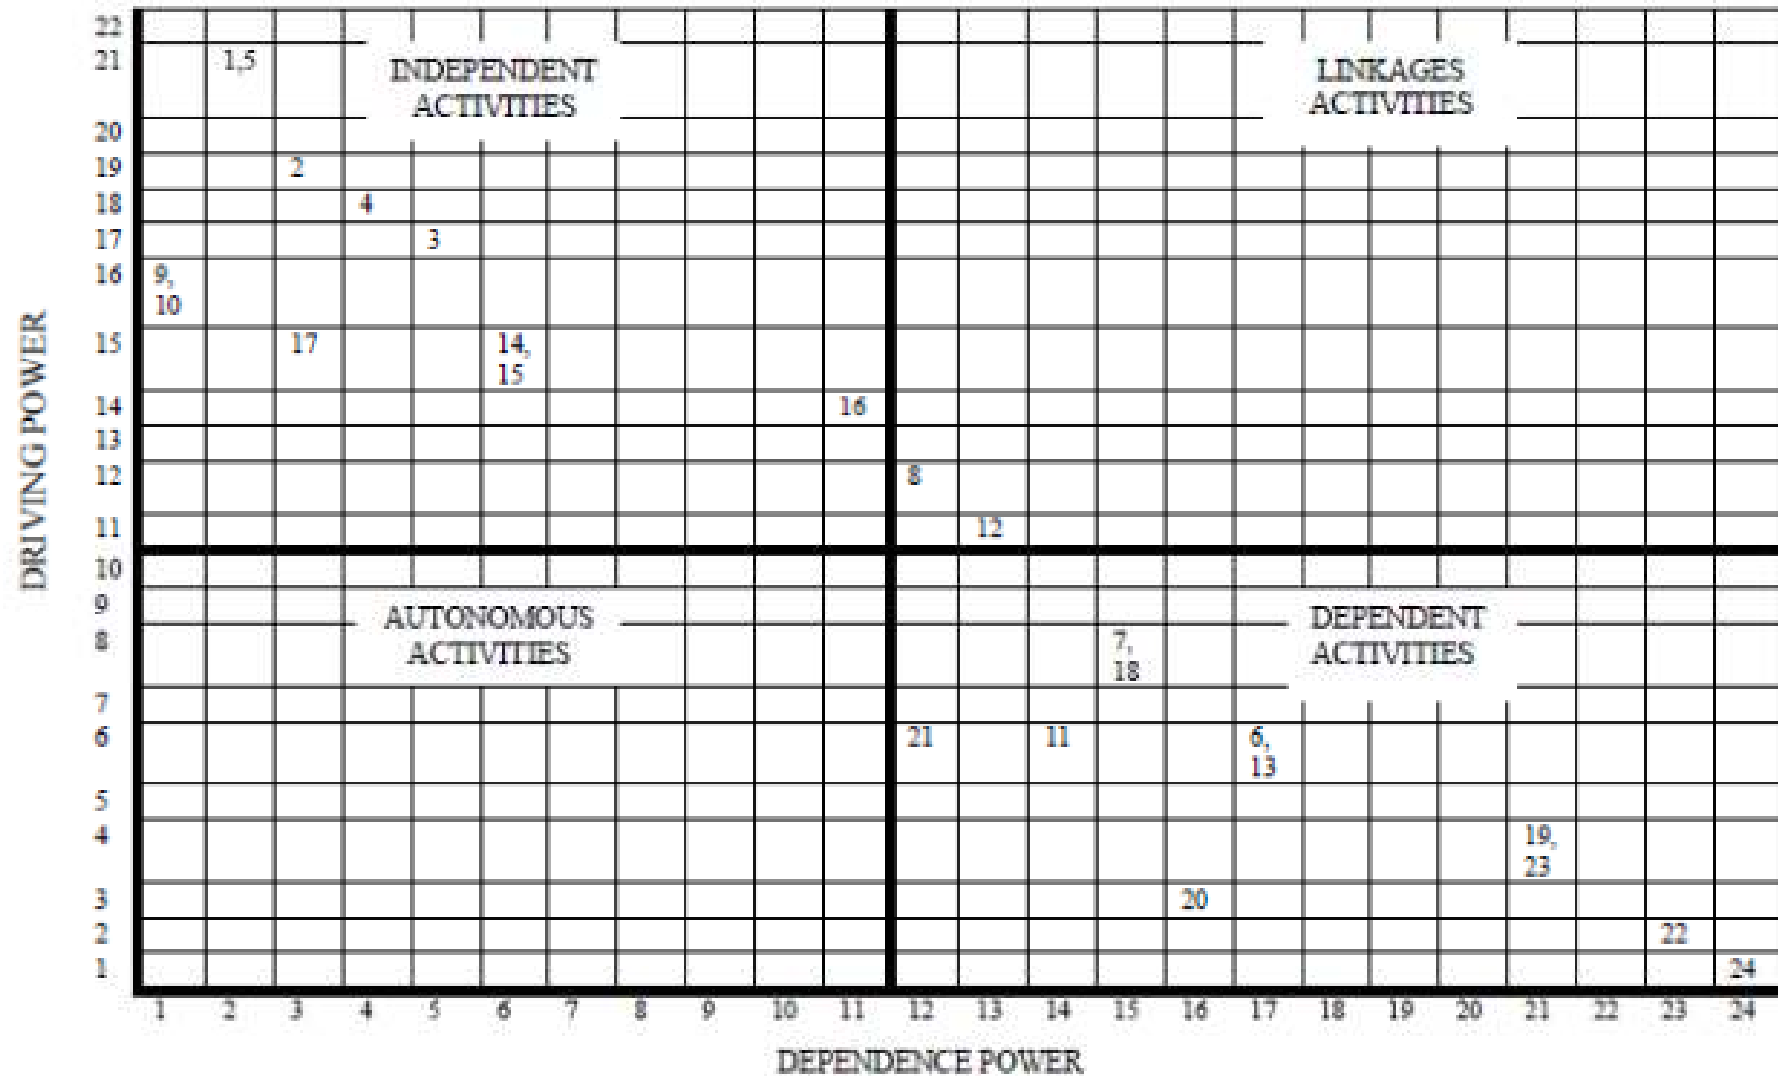 22
21 1,5 INDEPENDENT LINKAGES
ACTIVITIES ACTIVITIES
20
19 2
18 4
17 3
16 9,
10
15 17 14,
15
14 16
13
12 8
11 12
10
9 AUTONOMOUS DEPENDENT
8 7,
ACTIVITIES 18 ACTIVITIES
7
6 21 11 6,
13
5
4 19,
23
3 20
2 22
1 24
1 2 3 4 5 6 7 8 9 10 11 12 13 14 15 16 17 18 19 20 21 22 23 24
DRIVING POWER
DEPENDENCE POWER